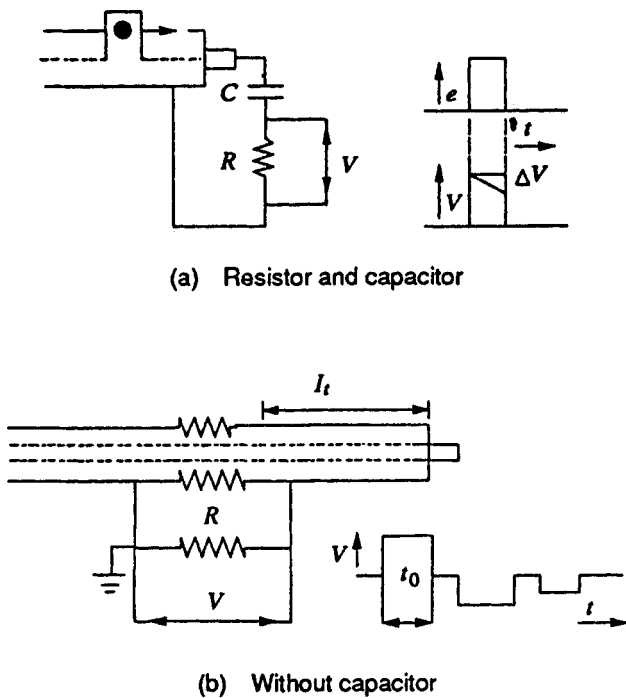 C
R
V
e
t
V
ΔV
(a) Resistor and capacitor
I_t
R
V
V
t_0
t
(b) Without capacitor